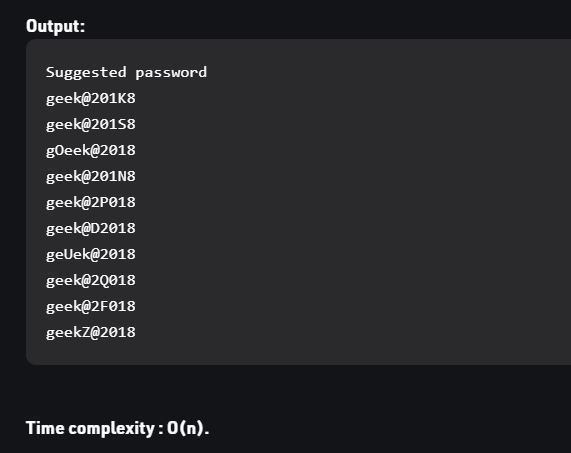 Output:
Suggested password
geek@201K8
geek@201S8
gOeek@2018
geek@201N8
geek@2P018
geek@D2018
geUek@2018
geek@2Q018
geek@2F018
geekZ@2018
Time complexity : O(n).